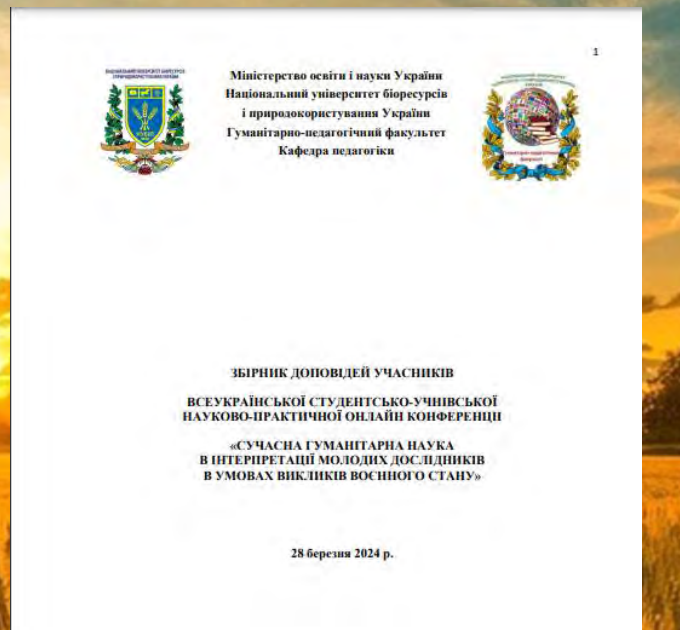 1
Міністерство освіти і науки України
Національний університет біоресурсів
і природокористування України
Гуманітарно-педагогічний факультет
Кафедра педагогіки
ЗБІРНИК ДОПОВІДЕЙ УЧАСНИКІВ
ВСЕУКРАЇНСЬКОЇ СТУДЕНТСЬКО-УЧНІВСЬКОЇ
НАУКОВО-ПРАКТИЧНОЇ ОНЛАЙН КОНФЕРЕНЦІЇ
«СУЧАСНА ГУМАНІТАРНА НАУКА
В ІНТЕРПРЕТАЦІЇ МОЛОДИХ ДОСЛІДНИКІВ
В УМОВАХ ВИКЛИКІВ ВОЄННОГО СТАНУ»
28 березня 2024 р.